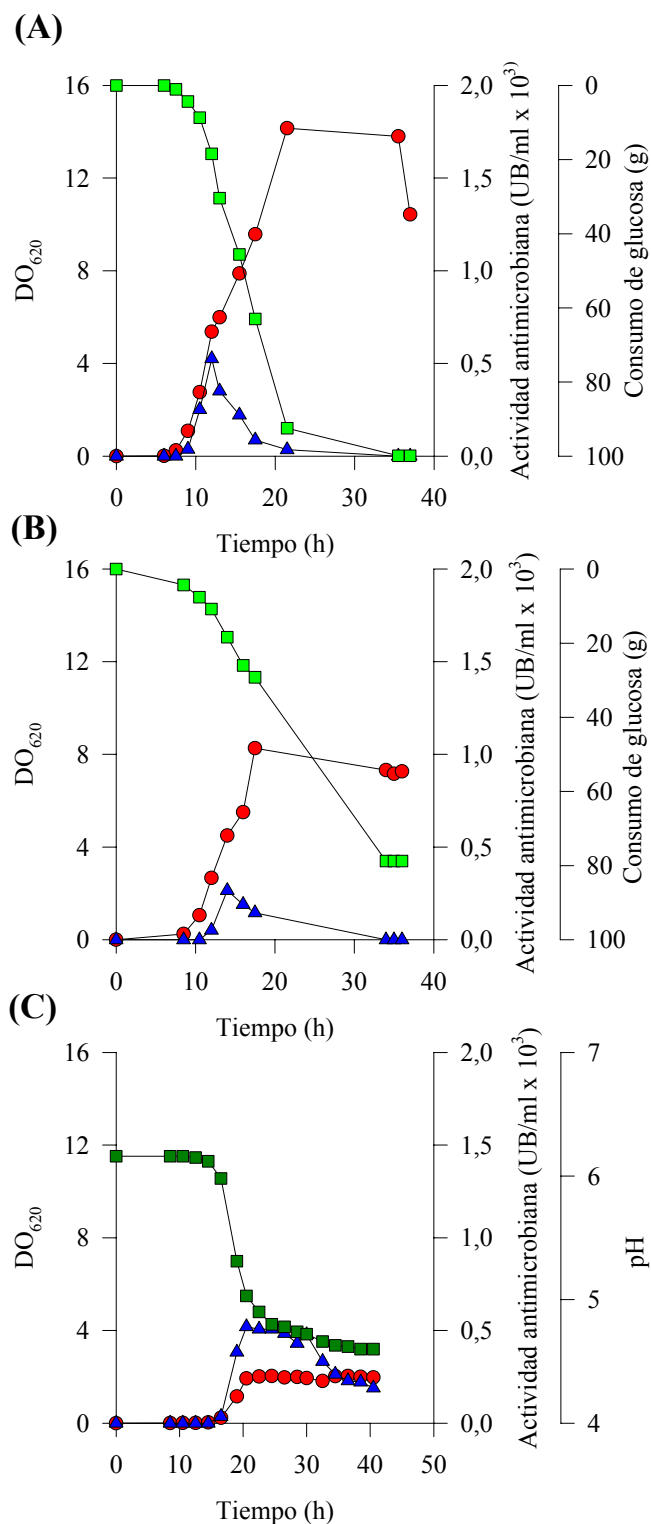 (A)
16
12
8
4
0
DO620
2,0
1,5
1,0
0,5
0,0
Actividad antimicrobiana (UB/ml x 10³)
0
20
40
60
80
100
Consumo de glucosa (g)
0 10 20 30 40
Tiempo (h)
(B)
16
12
8
4
0
DO620
2,0
1,5
1,0
0,5
0,0
Actividad antimicrobiana (UB/ml x 10³)
0
20
40
60
80
100
Consumo de glucosa (g)
0 10 20 30 40
Tiempo (h)
(C)
16
12
8
4
0
DO620
2,0
1,5
1,0
0,5
0,0
Actividad antimicrobiana (UB/ml x 10³)
7
6
5
4
pH
0 10 20 30 40 50
Tiempo (h)